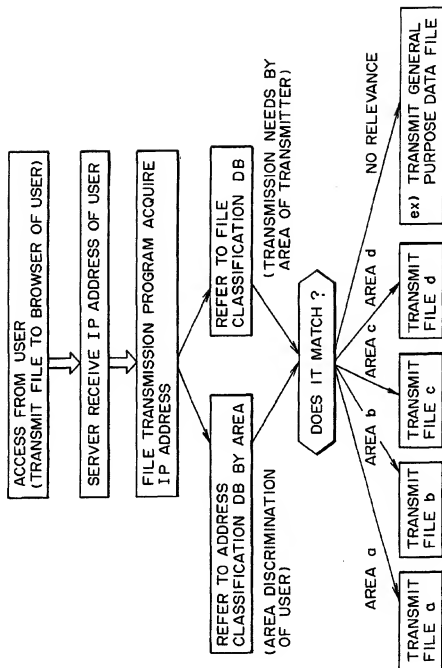 ACCESS FROM USER
(TRANSMIT FILE TO BROWSER OF USER)
SERVER RECEIVE IP ADDRESS OF USER
FILE TRANSMISSION PROGRAM ACQUIRE
IP ADDRESS
REFER TO ADDRESS
CLASSIFICATION DB BY AREA
(AREA DISCRIMINATION
OF USER)
REFER TO FILE
CLASSIFICATION DB
(TRANSMISSION NEEDS BY
AREA OF TRANSMITTER)
DOES IT MATCH ?
AREA a
AREA b
AREA c
AREA d
NO RELEVANCE
TRANSMIT
FILE a
TRANSMIT
FILE b
TRANSMIT
FILE c
TRANSMIT
FILE d
ex) TRANSMIT GENERAL
PURPOSE DATA FILE